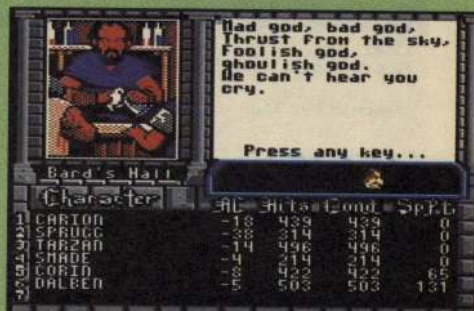 Mad god, bad god,
Thrust from the sky,
Foolish god,
ghoulish god.
We can't hear you
cry.
Press any key...
Bard's Hall
Character AC Hits Cond SpPt
1 CARION -18 439 439 0
2 SPRUGG -38 314 314 0
3 TARZAN -14 496 496 0
4 SMADE -4 214 214 0
5 CORIN -8 422 422 65
6 DALBEN -5 503 503 131
7